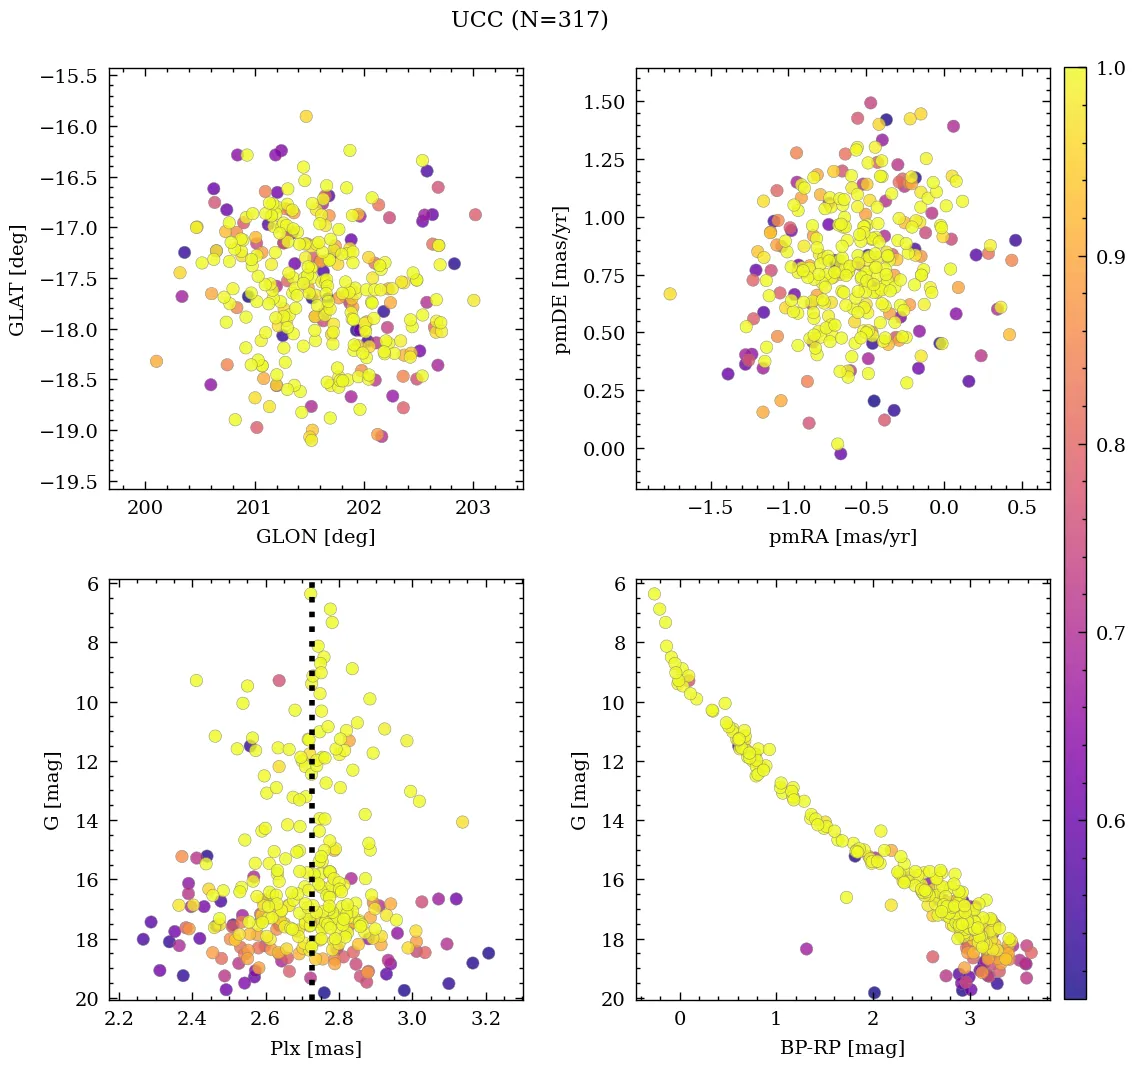 UCC (N=317)
−15.5
−16.0
−16.5
−17.0
−17.5
−18.0
−18.5
−19.0
−19.5
GLAT [deg]
200 201 202 203
GLON [deg]
1.50
1.25
1.00
0.75
0.50
0.25
0.00
pmDE [mas/yr]
−1.5 −1.0 −0.5 0.0 0.5
pmRA [mas/yr]
1.0
0.9
0.8
0.7
0.6
6
8
10
12
14
16
18
20
G [mag]
2.2 2.4 2.6 2.8 3.0 3.2
Plx [mas]
6
8
10
12
14
16
18
20
G [mag]
0 1 2 3
BP-RP [mag]